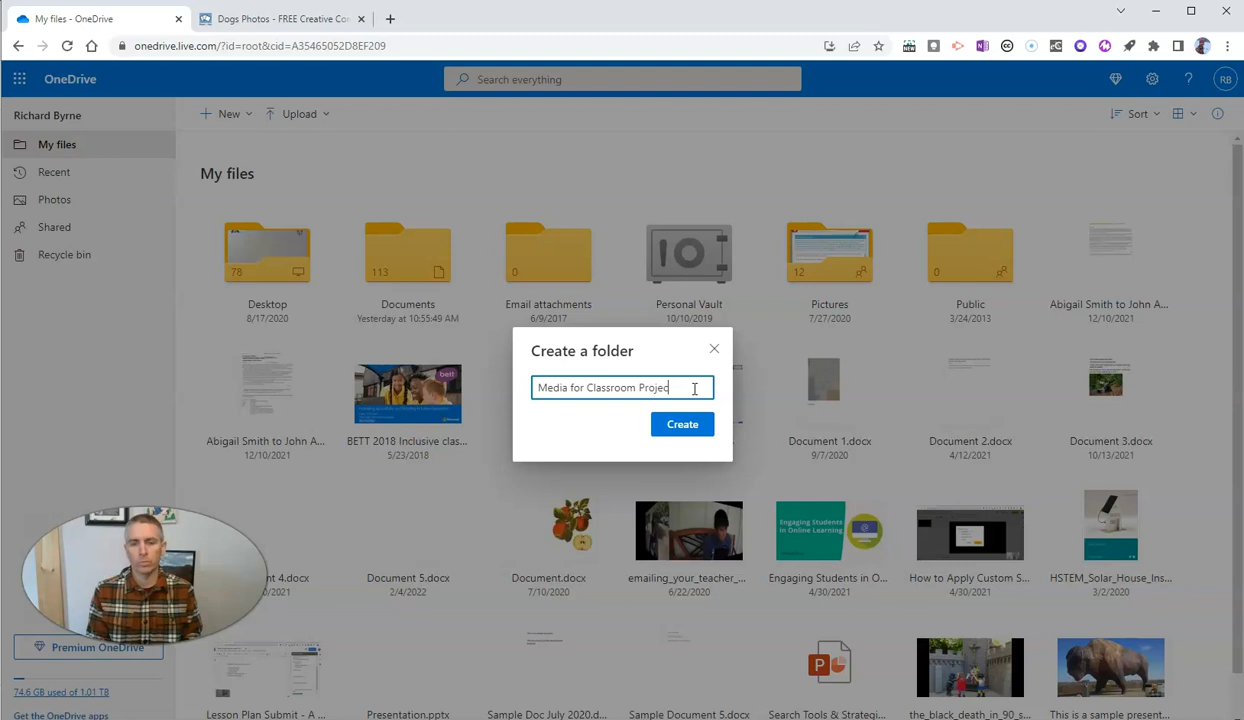 My files - OneDrive
Dogs Photos - FREE Creative Co
onedrive.live.com/?id=root&cid=A35465052D8EF209
OneDrive
Search everything
RB
Richard Byrne
New
Upload
Sort
My files
Recent
Photos
Shared
Recycle bin
My files
78
113
0
12
0
Desktop
Documents
Email attachments
Personal Vault
Pictures
Public
Abigail Smith to John A...
8/17/2020
Yesterday at 10:55:49 AM
6/9/2017
10/10/2019
7/27/2020
3/24/2013
12/10/2021
Create a folder
Media for Classroom Projec
Create
bett
Abigail Smith to John A...
BETT 2018 Inclusive clas...
Document 1.docx
Document 2.docx
Document 3.docx
12/10/2021
5/23/2018
9/7/2020
4/12/2021
10/13/2021
Engaging Students
in Online Learning
4.docx
Document 5.docx
Document.docx
emailing_your_teacher_...
Engaging Students in O...
How to Apply Custom S...
HSTEM_Solar_House_Ins...
2/4/2022
7/10/2020
6/22/2020
4/30/2021
4/30/2021
3/2/2020
Premium OneDrive
74.6 GB used of 1.01 TB
Get the OneDrive apps
P
Lesson Plan Submit - A ...
Presentation.pptx
Sample Doc July 2020.d...
Sample Document 5.docx
Search Tools & Strategi...
the_black_death_in_90_s...
This is a sample present...